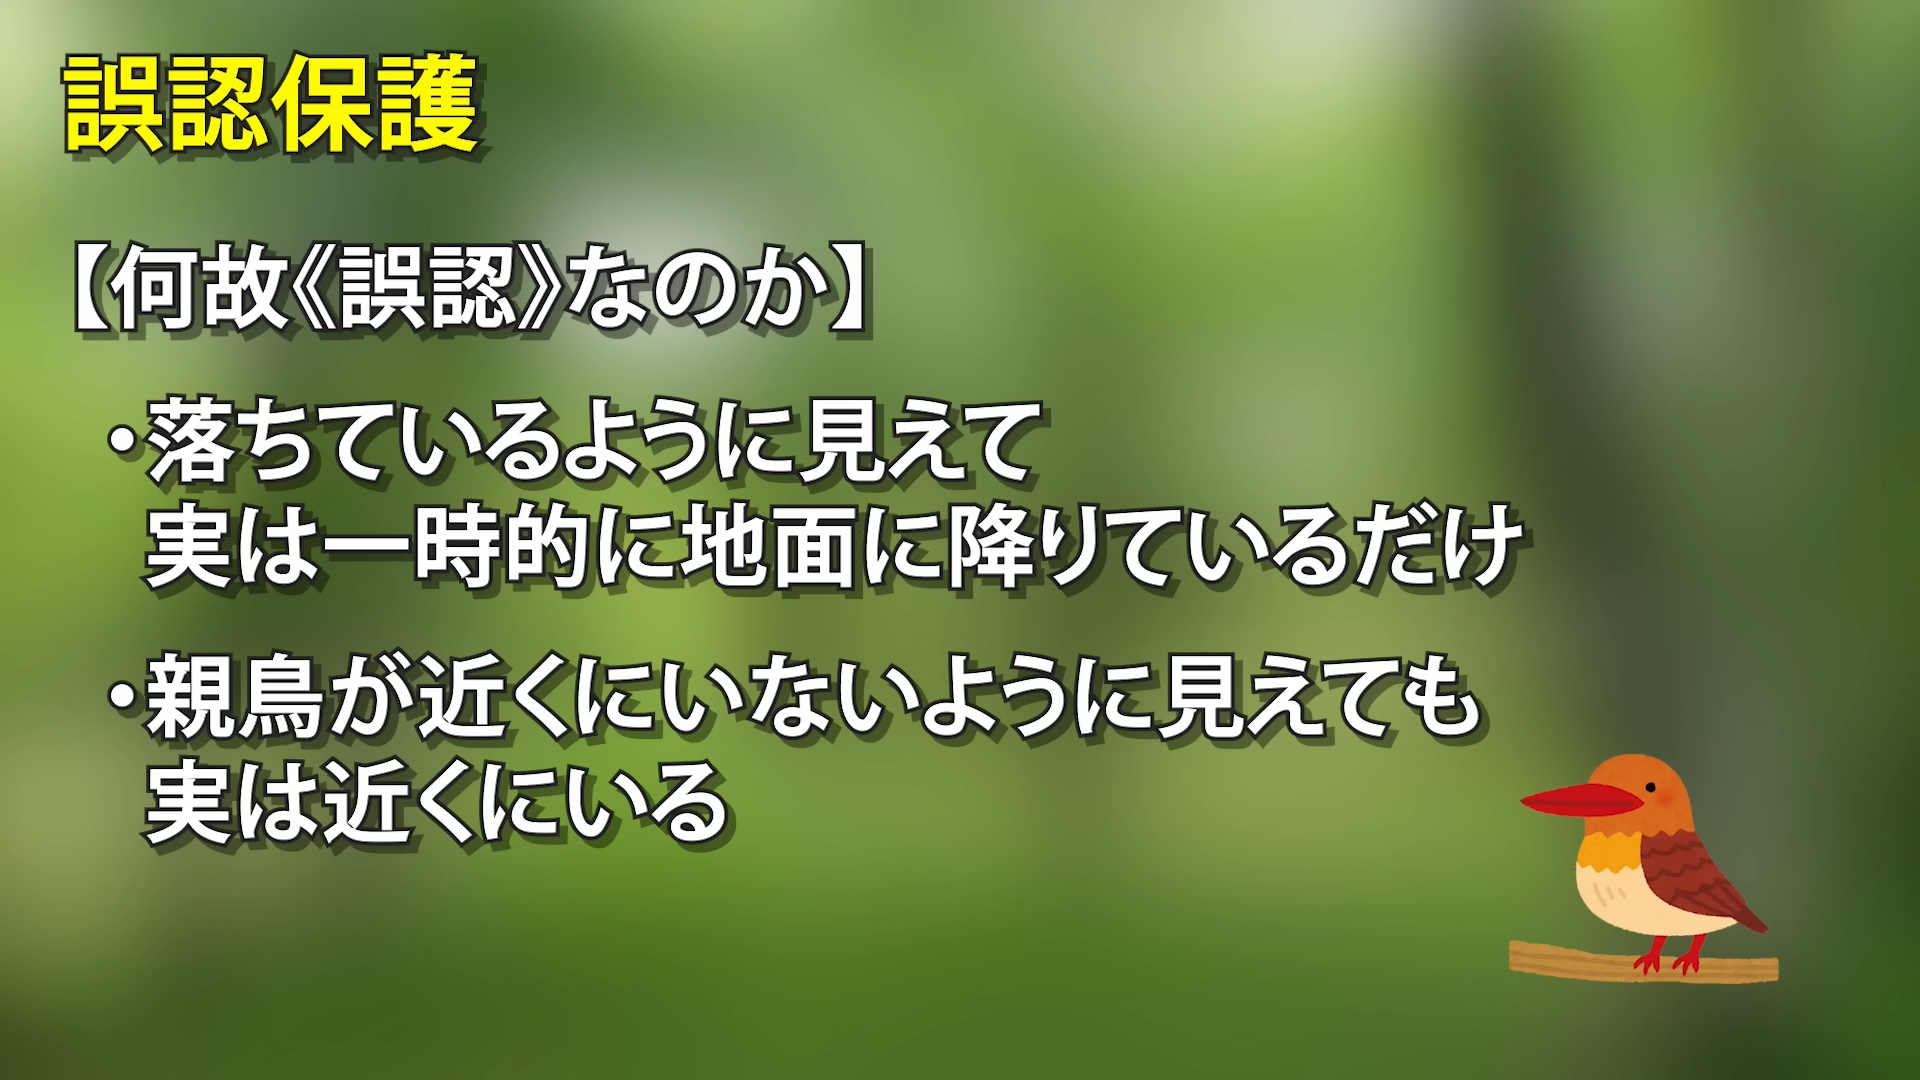 誤認保護
【何故《誤認》なのか】
・落ちているように見えて
実は一時的に地面に降りているだけ
・親鳥が近くにいないように見えても
実は近くにいる